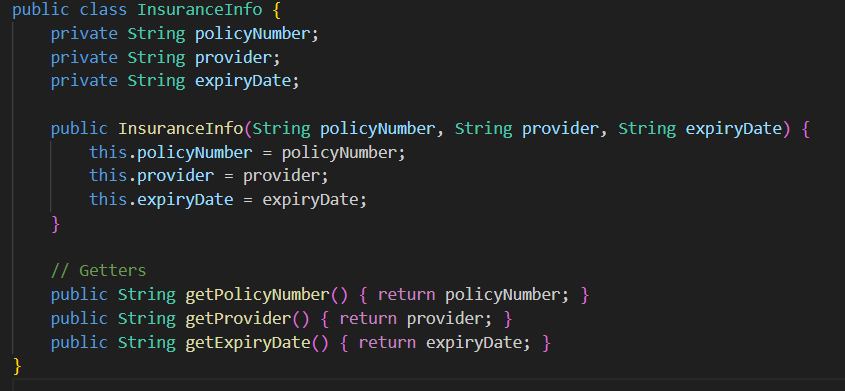 public class InsuranceInfo {
    private String policyNumber;
    private String provider;
    private String expiryDate;

    public InsuranceInfo(String policyNumber, String provider, String expiryDate) {
        this.policyNumber = policyNumber;
        this.provider = provider;
        this.expiryDate = expiryDate;
    }

    // Getters
    public String getPolicyNumber() { return policyNumber; }
    public String getProvider() { return provider; }
    public String getExpiryDate() { return expiryDate; }
}